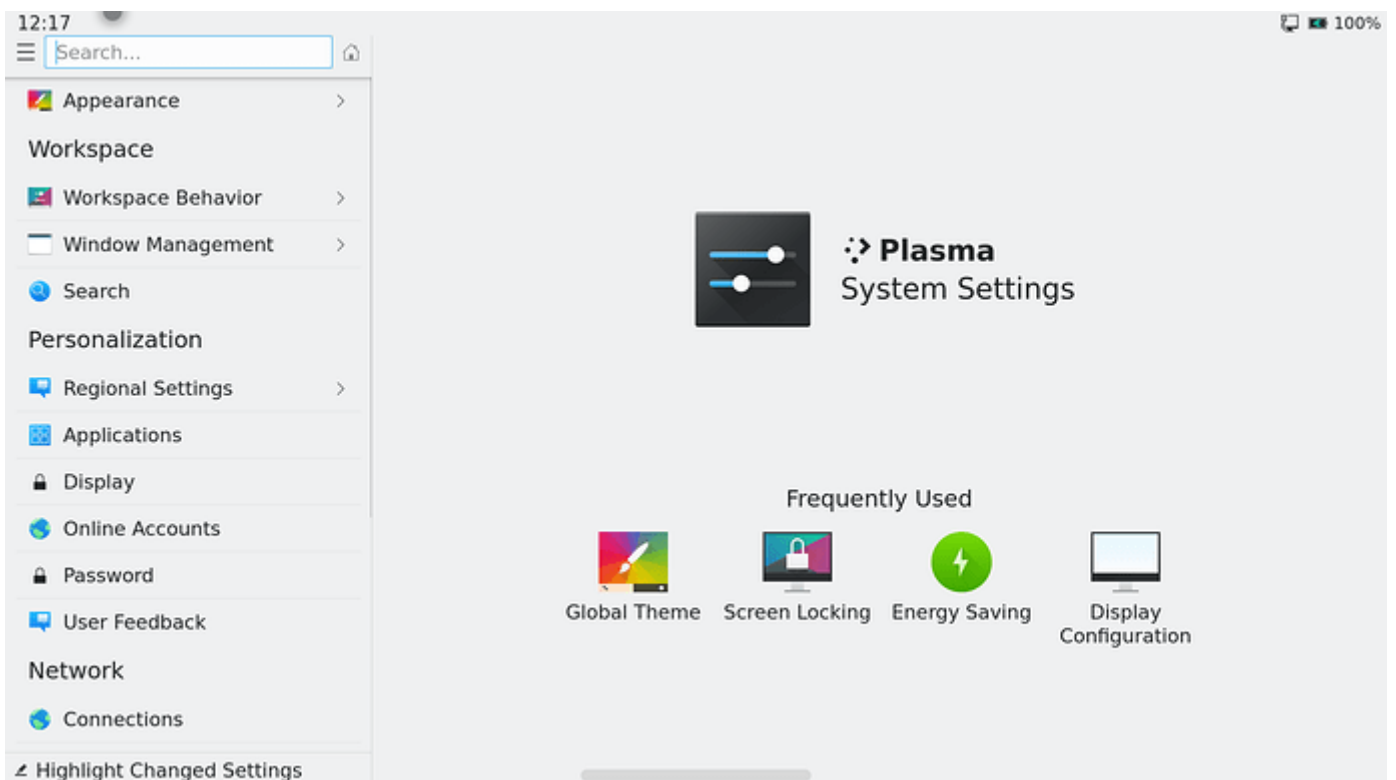 12:17
100%
Search...
Appearance
Workspace
Workspace Behavior
Window Management
Search
Personalization
Regional Settings
Applications
Display
Online Accounts
Password
User Feedback
Network
Connections
Highlight Changed Settings
Plasma
System Settings
Frequently Used
Global Theme
Screen Locking
Energy Saving
Display
Configuration